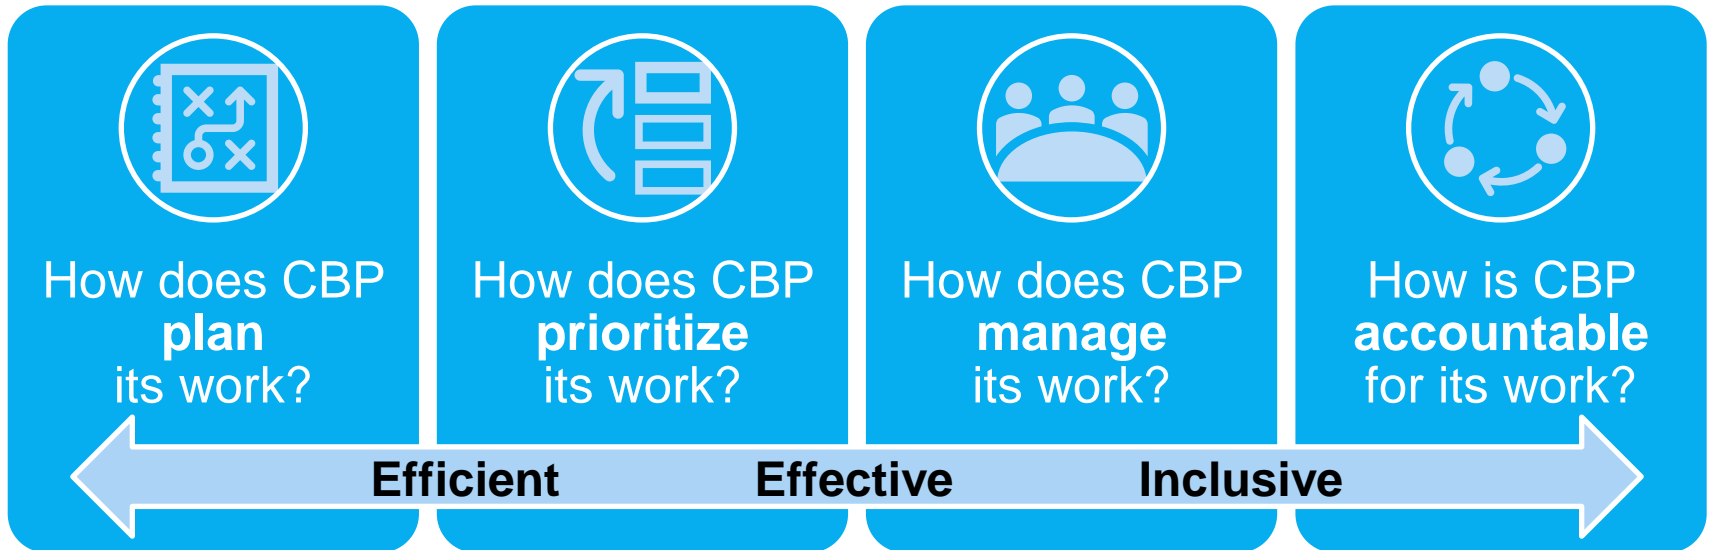 How does CBP
plan
its work?
How does CBP
prioritize
its work?
How does CBP
manage
its work?
How is CBP
accountable
for its work?
Efficient Effective Inclusive